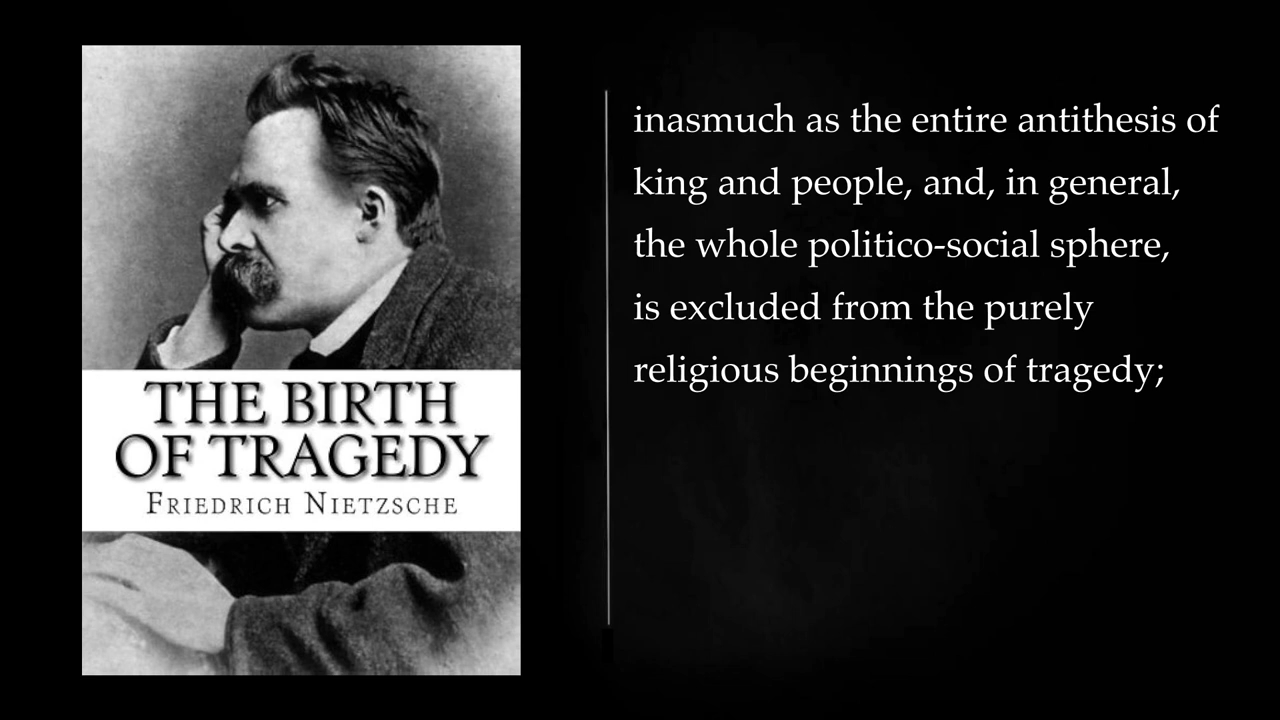 THE BIRTH
OF TRAGEDY
FRIEDRICH NIETZSCHE
inasmuch as the entire antithesis of
king and people, and, in general,
the whole politico-social sphere,
is excluded from the purely
religious beginnings of tragedy;